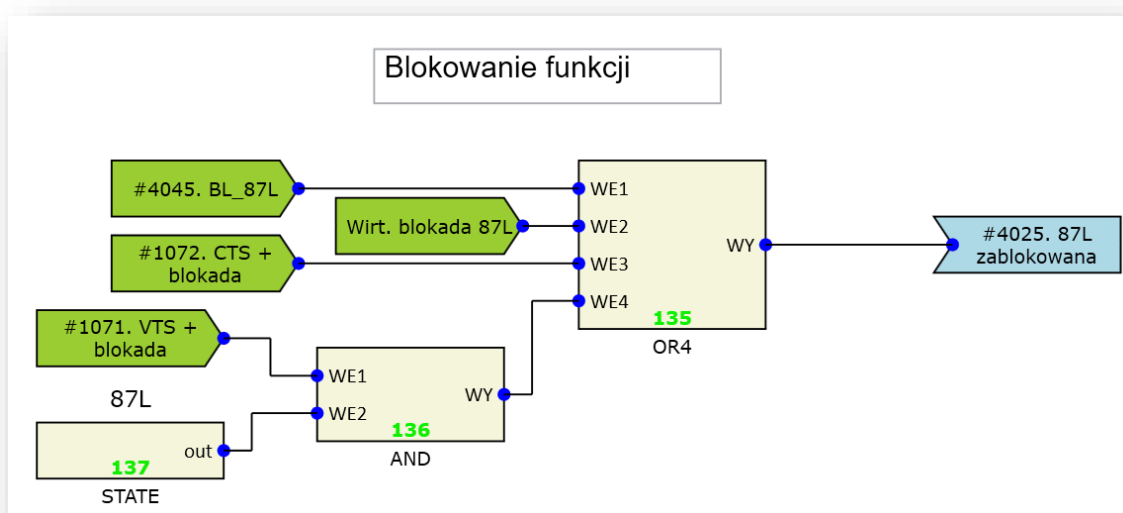 Blokowanie funkcji
#4045. BL_87L
Wirt. blokada 87L
#1072. CTS +
blokada
#1071. VTS +
blokada
87L
out
137
STATE
WE1
WE2
WY
136
AND
WE1
WE2
WE3
WE4
WY
135
OR4
#4025. 87L
zablokowana